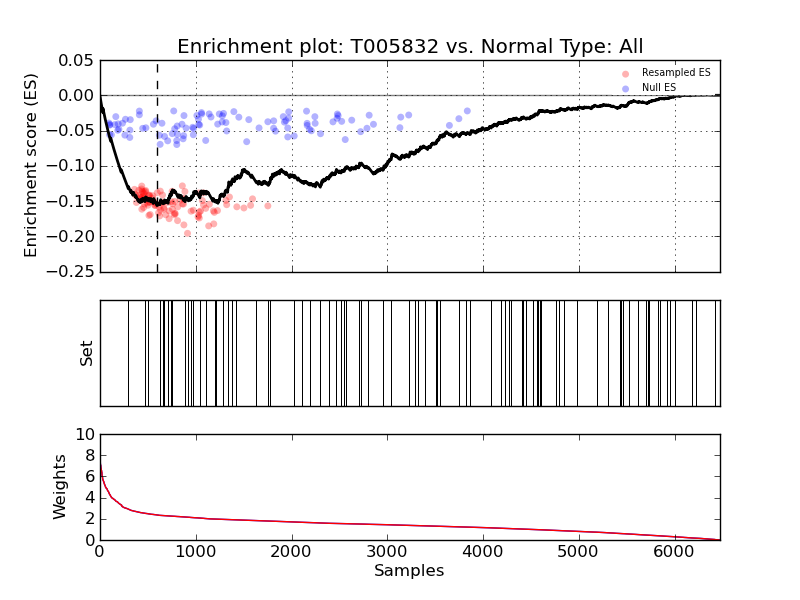 Enrichment plot: T005832 vs. Normal Type: All
Enrichment score (ES)
0.05
0.00
−0.05
−0.10
−0.15
−0.20
−0.25
Resampled ES
Null ES
Set
Weights
10
8
6
4
2
0
0 1000 2000 3000 4000 5000 6000
Samples